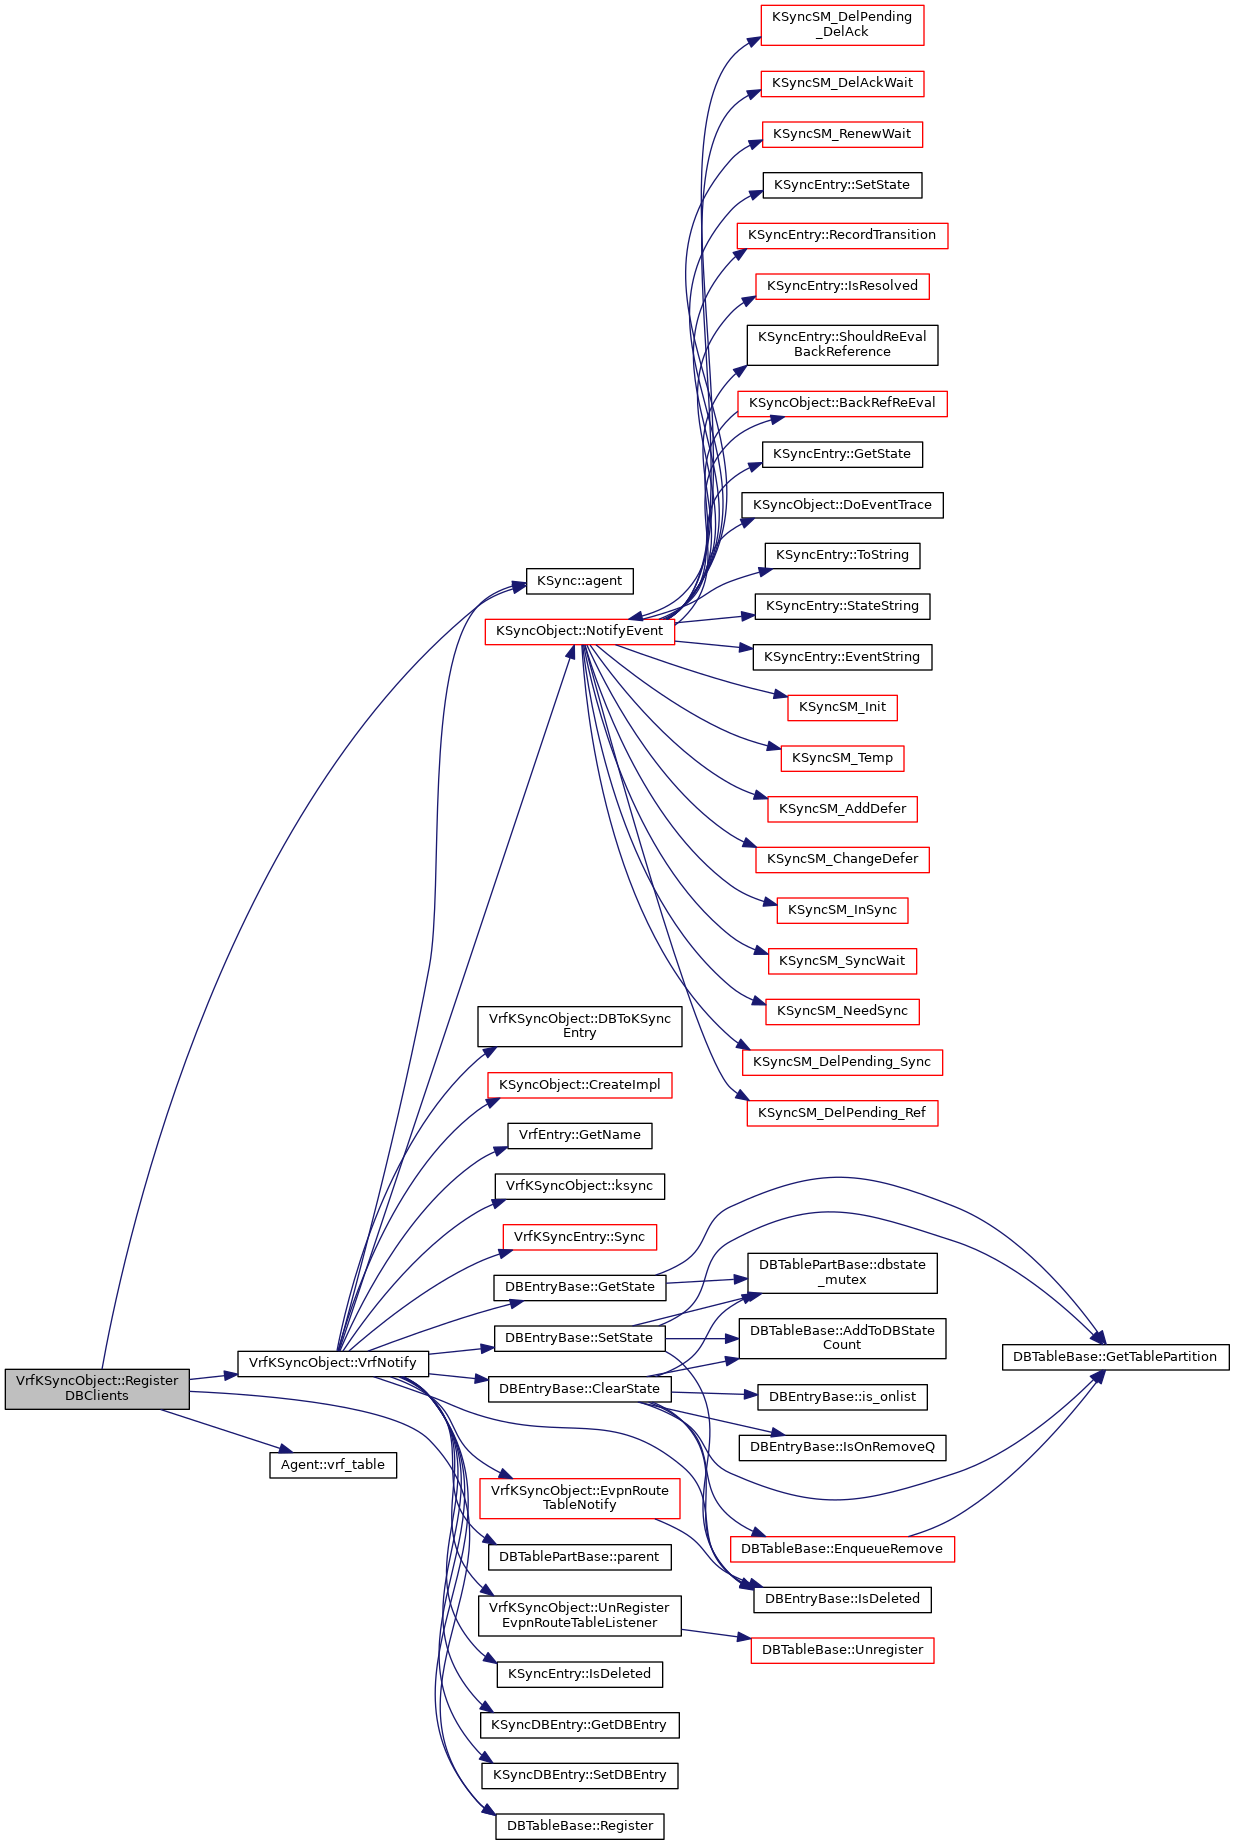 KSyncSM_DelPending
_DelAck
KSyncSM_DelAckWait
KSyncSM_RenewWait
KSyncEntry::SetState
KSyncEntry::RecordTransition
KSyncEntry::IsResolved
KSyncEntry::ShouldReEval
BackReference
KSyncObject::BackRefReEval
KSyncEntry::GetState
KSyncObject::DoEventTrace
KSyncEntry::ToString
KSync::agent
KSyncEntry::StateString
KSyncObject::NotifyEvent
KSyncEntry::EventString
KSyncSM_Init
KSyncSM_Temp
KSyncSM_AddDefer
KSyncSM_ChangeDefer
KSyncSM_InSync
KSyncSM_SyncWait
KSyncSM_NeedSync
KSyncSM_DelPending_Sync
KSyncSM_DelPending_Ref
VrfKSyncObject::DBToKSync
Entry
KSyncObject::CreateImpl
VrfEntry::GetName
VrfKSyncObject::ksync
VrfKSyncEntry::Sync
DBEntryBase::GetState
DBTablePartBase::dbstate
_mutex
DBEntryBase::SetState
DBTableBase::AddToDBState
Count
DBTableBase::GetTablePartition
VrfKSyncObject::VrfNotify
VrfKSyncObject::Register
DBClients
DBEntryBase::ClearState
DBEntryBase::is_onlist
DBEntryBase::IsOnRemoveQ
Agent::vrf_table
VrfKSyncObject::EvpnRoute
TableNotify
DBTableBase::EnqueueRemove
DBTablePartBase::parent
DBEntryBase::IsDeleted
VrfKSyncObject::UnRegister
EvpnRouteTableListener
DBTableBase::Unregister
KSyncEntry::IsDeleted
KSyncDBEntry::GetDBEntry
KSyncDBEntry::SetDBEntry
DBTableBase::Register